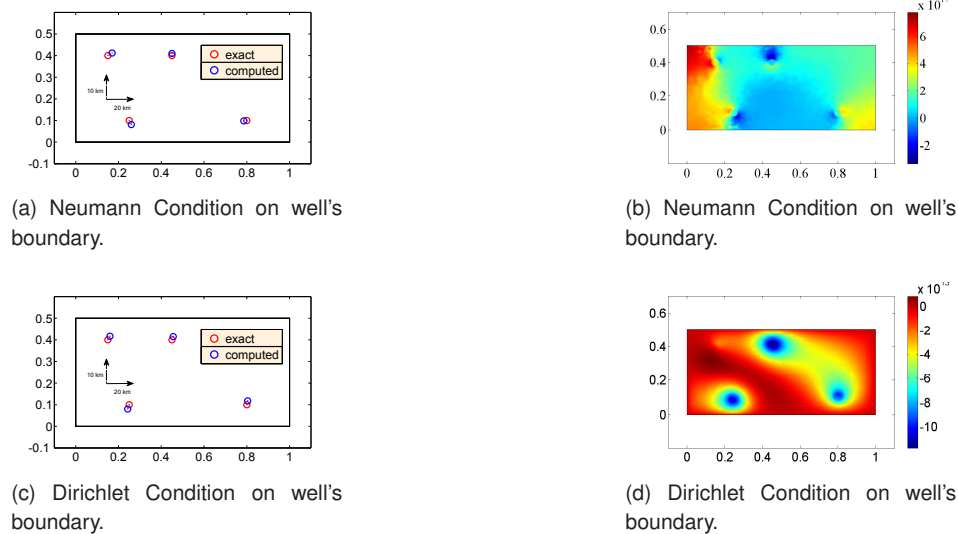 0.5
0.4
0.3
0.2
0.1
0
-0.1
0 0.2 0.4 0.6 0.8 1
exact
computed
10 km
20 km
(a) Neumann Condition on well's
boundary.
0.6
0.4
0.2
0
0 0.2 0.4 0.6 0.8 1
x 10
6
4
2
0
-2
(b) Neumann Condition on well's
boundary.
0.5
0.4
0.3
0.2
0.1
0
-0.1
0 0.2 0.4 0.6 0.8 1
exact
computed
10 km
20 km
(c) Dirichlet Condition on well's
boundary.
0.6
0.4
0.2
0
0 0.2 0.4 0.6 0.8 1
x 10
0
-2
-4
-6
-8
-10
(d) Dirichlet Condition on well's
boundary.